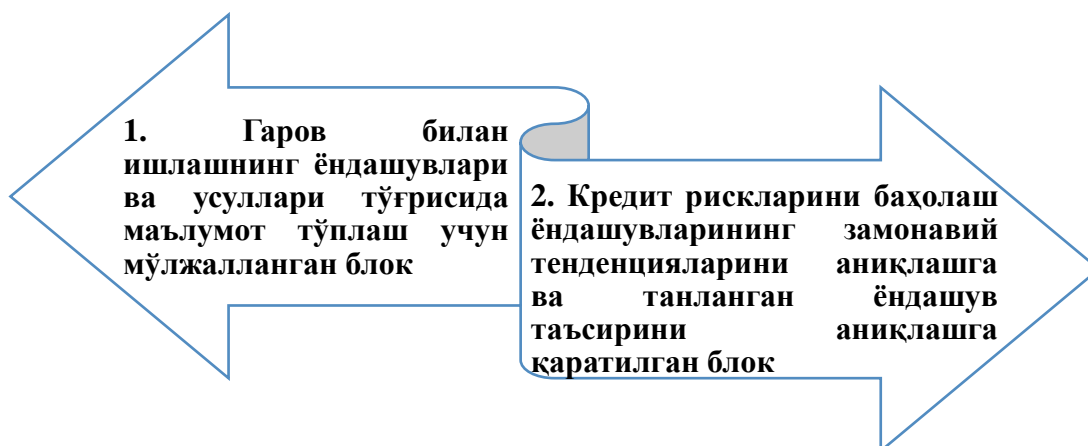 1. Гаров билан
ишлашнинг ёндашувлари
ва усуллари тўғрисида
маълумот тўплаш учун
мўлжалланган блок
2. Кредит рискларини баҳолаш
ёндашувларининг замонавий
тенденцияларини аниқлашга
ва танланган ёндашув
таъсирини аниқлашга
қаратилган блок